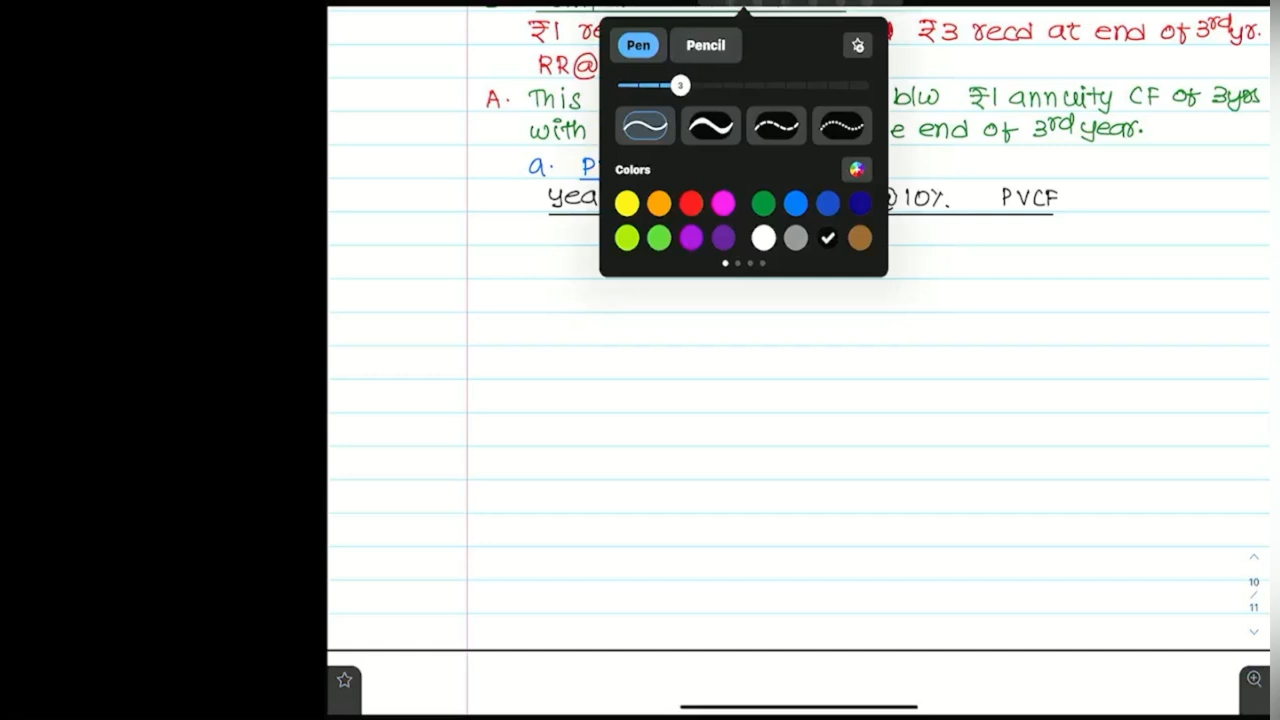 ₹1 re ₹3 recd at end of 3rd yr.
RR@
A. This b/w ₹1 annuity CF of 3yrs
with e end of 3rd year.
a. P
yea @10%. PVCF
Pen Pencil
3
Colors
10
/
11